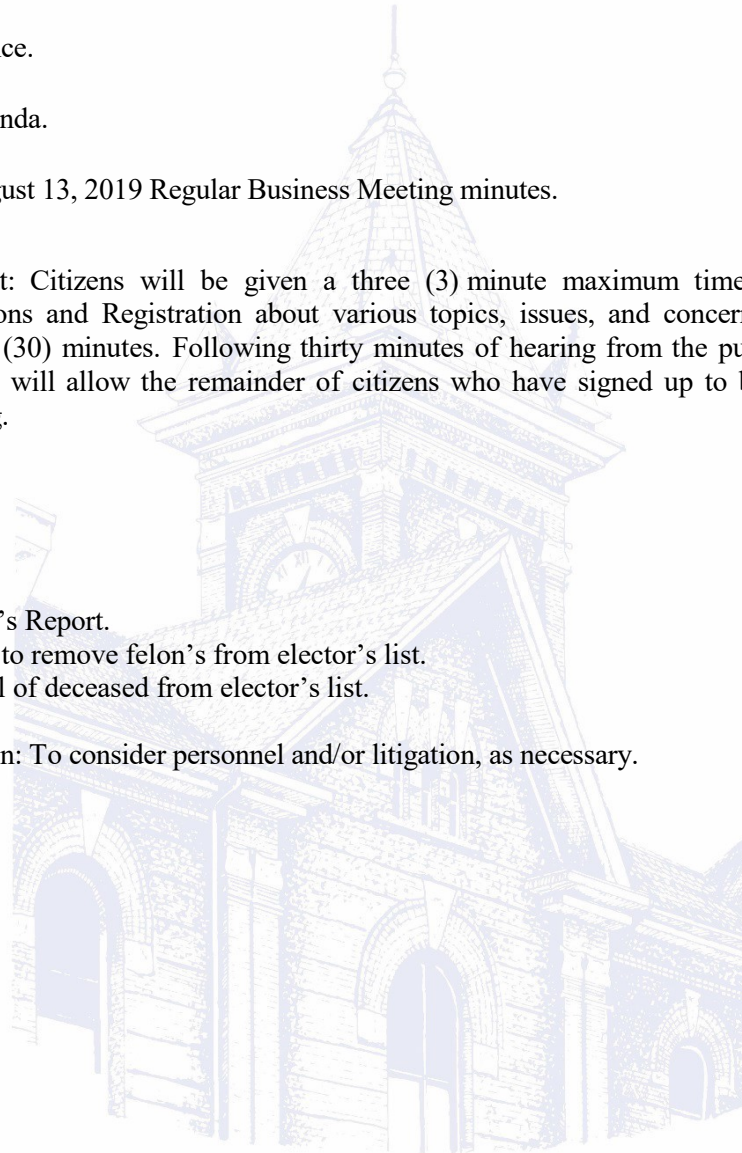 ce.
nda.
ust 13, 2019 Regular Business Meeting minutes.
t: Citizens will be given a three (3) minute maximum time
ons and Registration about various topics, issues, and concer
(30) minutes. Following thirty minutes of hearing from the pu
will allow the remainder of citizens who have signed up to b
g.
's Report.
to remove felon's from elector's list.
l of deceased from elector's list.
n: To consider personnel and/or litigation, as necessary.